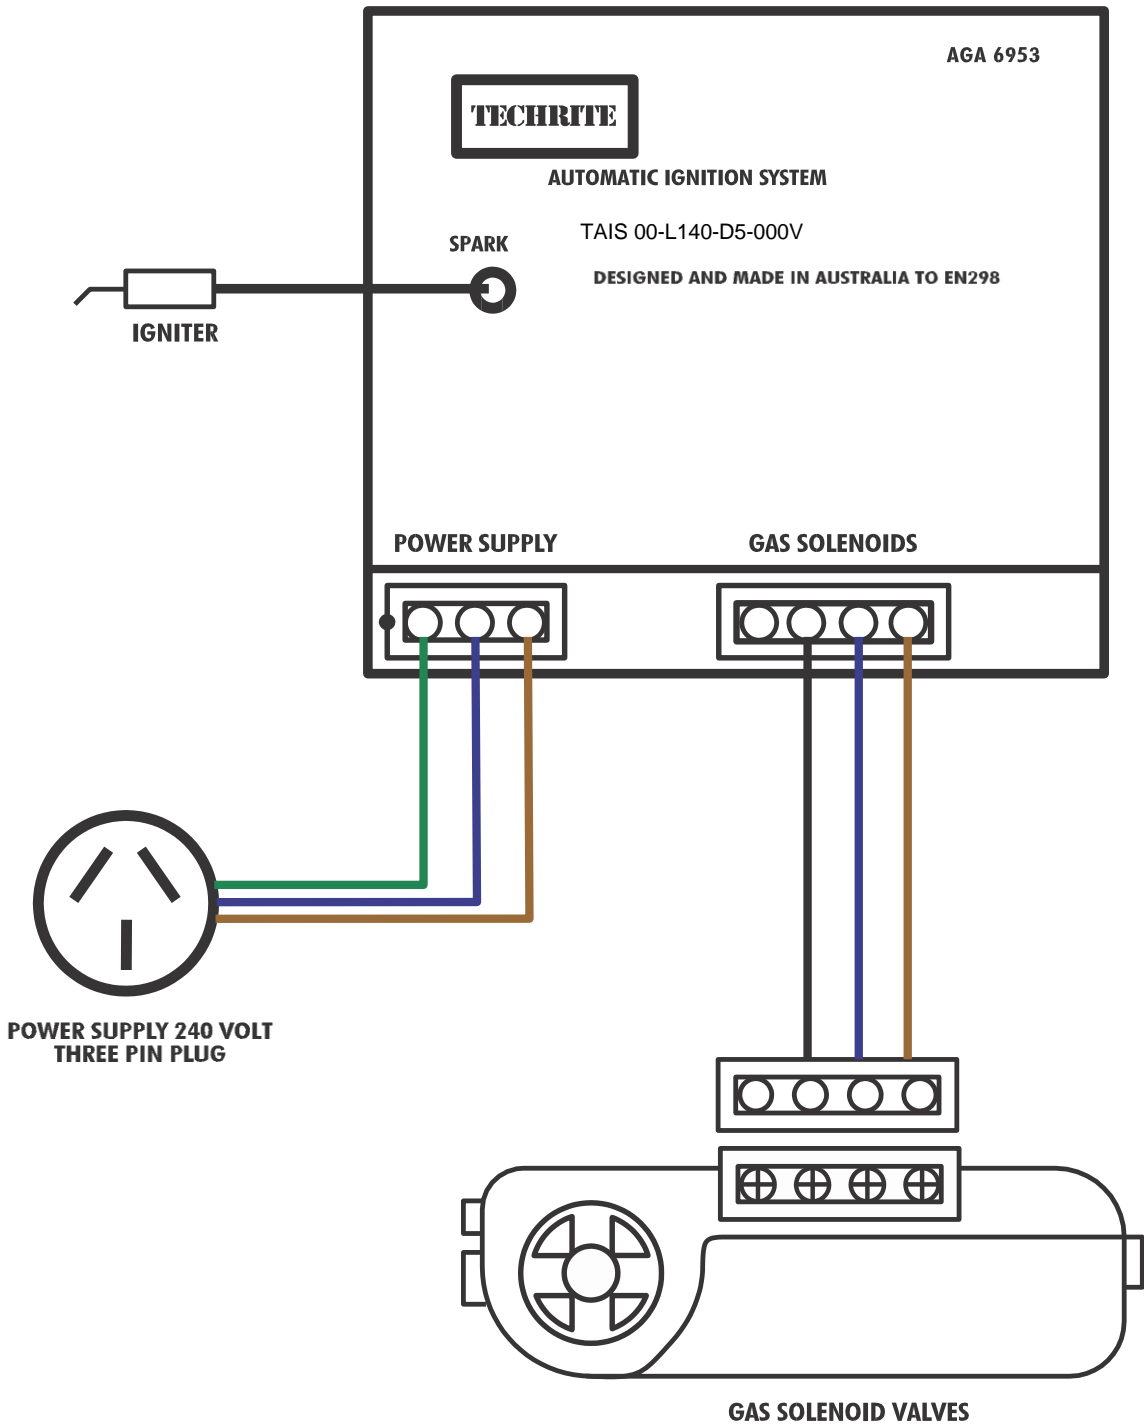 AGA 6953
TECHRITE
AUTOMATIC IGNITION SYSTEM
TAIS 00-L140-D5-000V
SPARK
DESIGNED AND MADE IN AUSTRALIA TO EN298
IGNITER
POWER SUPPLY
GAS SOLENOIDS
POWER SUPPLY 240 VOLT
THREE PIN PLUG
GAS SOLENOID VALVES